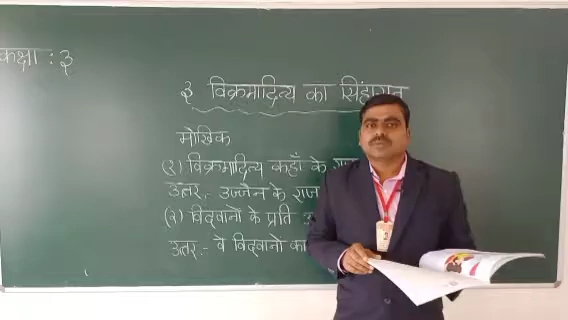 कक्षा : ३
३ विक्रमादित्य का सिंहासन
मौखिक
(१) विक्रमादित्य कहाँ के
उत्तर.- उज्जैन के राज
(२) विद्वानों के प्रति
उत्तर.- वे विद्वानों का